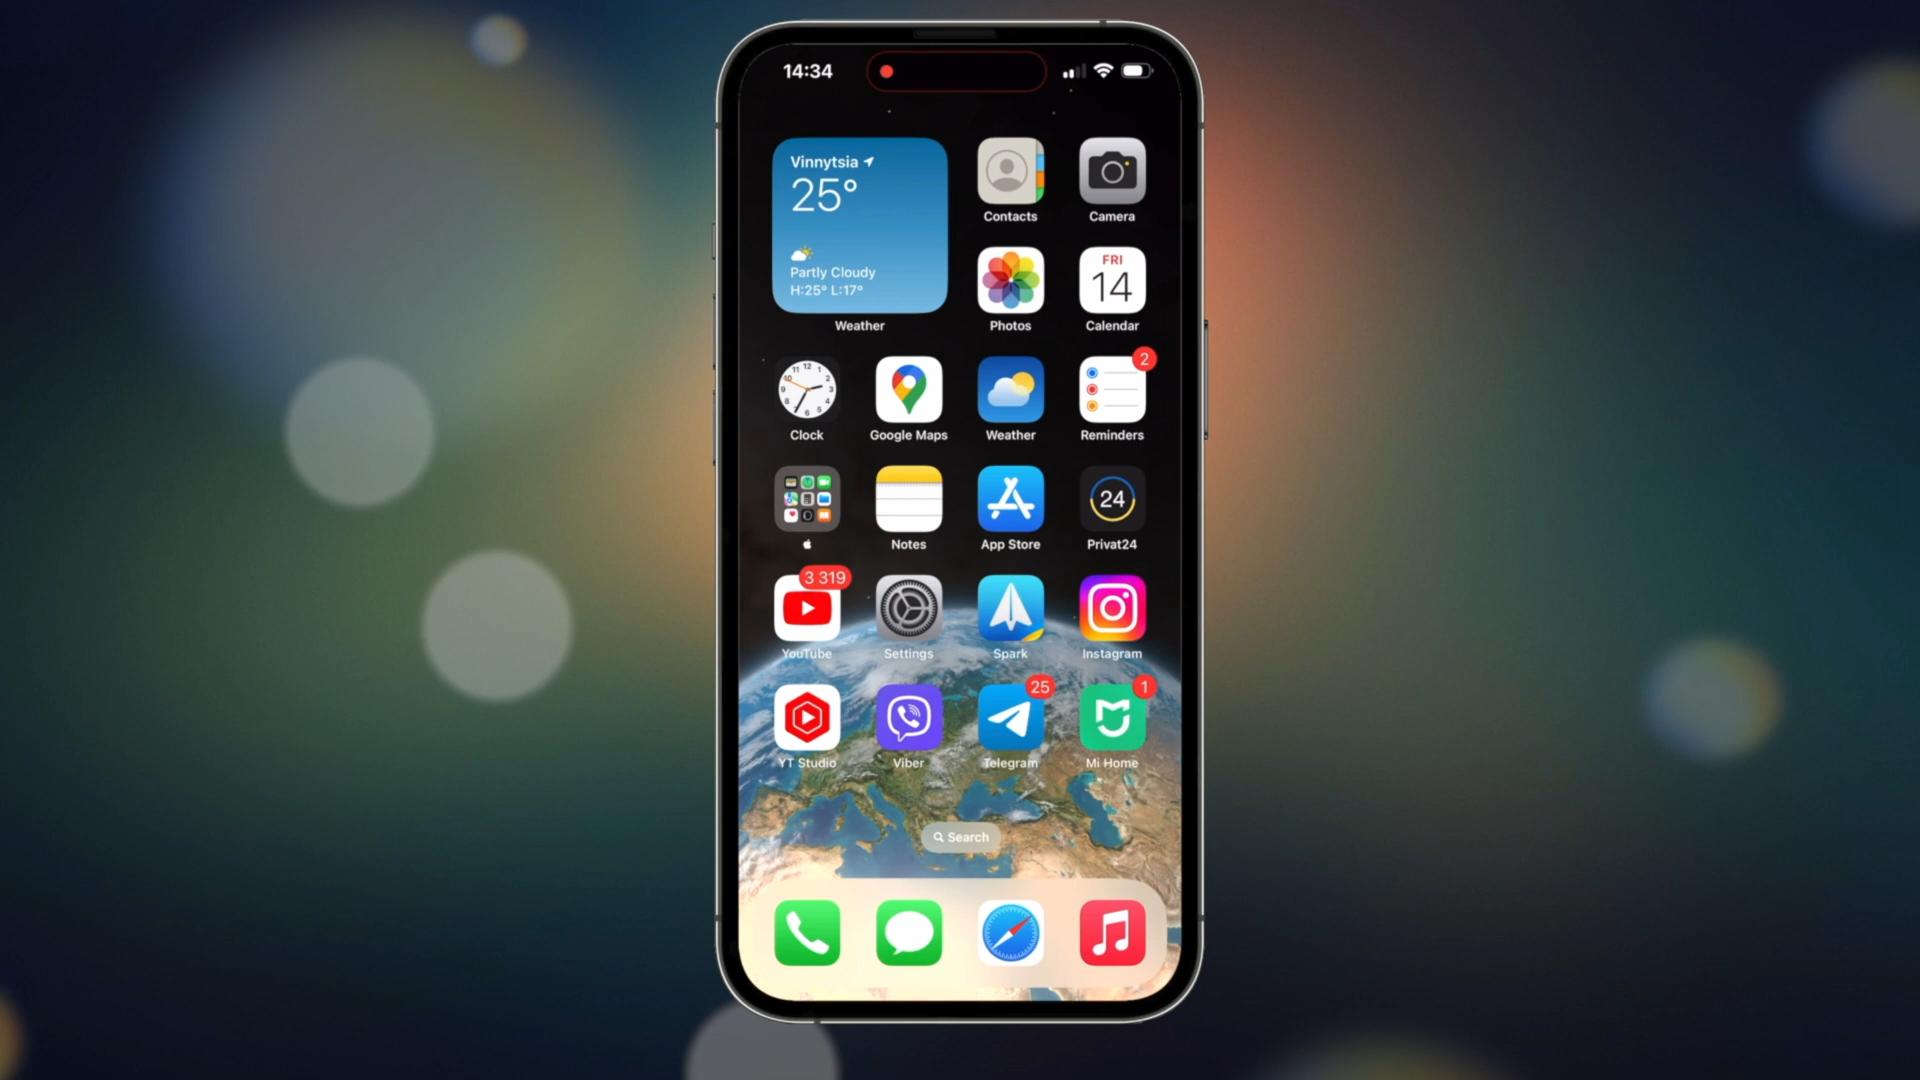 14:34
Vinnytsia
25°
Partly Cloudy
H:25° L:17°
Weather
Contacts
Camera
Photos
FRI
14
Calendar
Clock
Google Maps
Weather
2
Reminders
Notes
App Store
24
Privat24
3 319
YouTube
Settings
Spark
Instagram
YT Studio
Viber
25
Telegram
1
Mi Home
Search